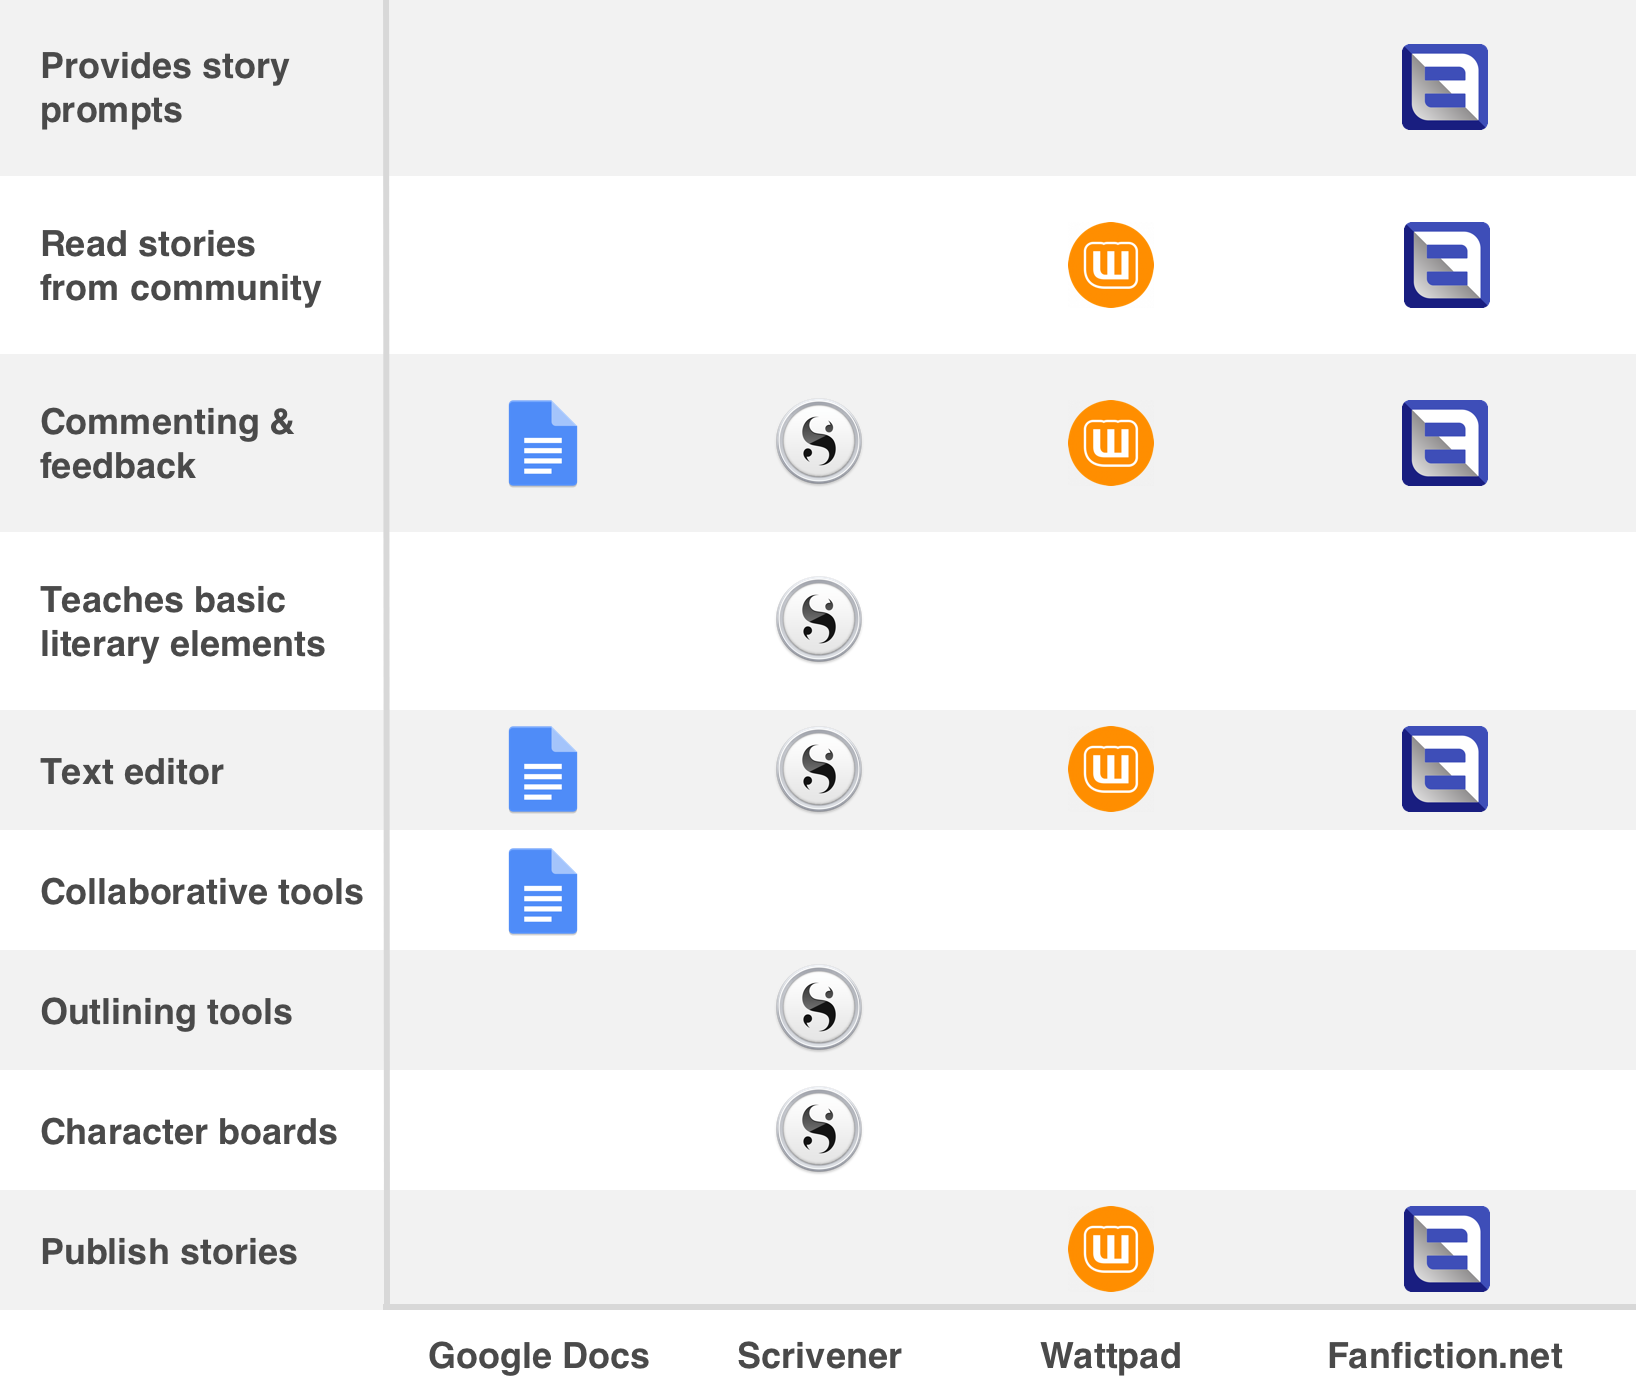 Provides story
prompts
Read stories
from community
Commenting &
feedback
Teaches basic
literary elements
Text editor
Collaborative tools
Outlining tools
Character boards
Publish stories
Google Docs
Scrivener
Wattpad
Fanfiction.net